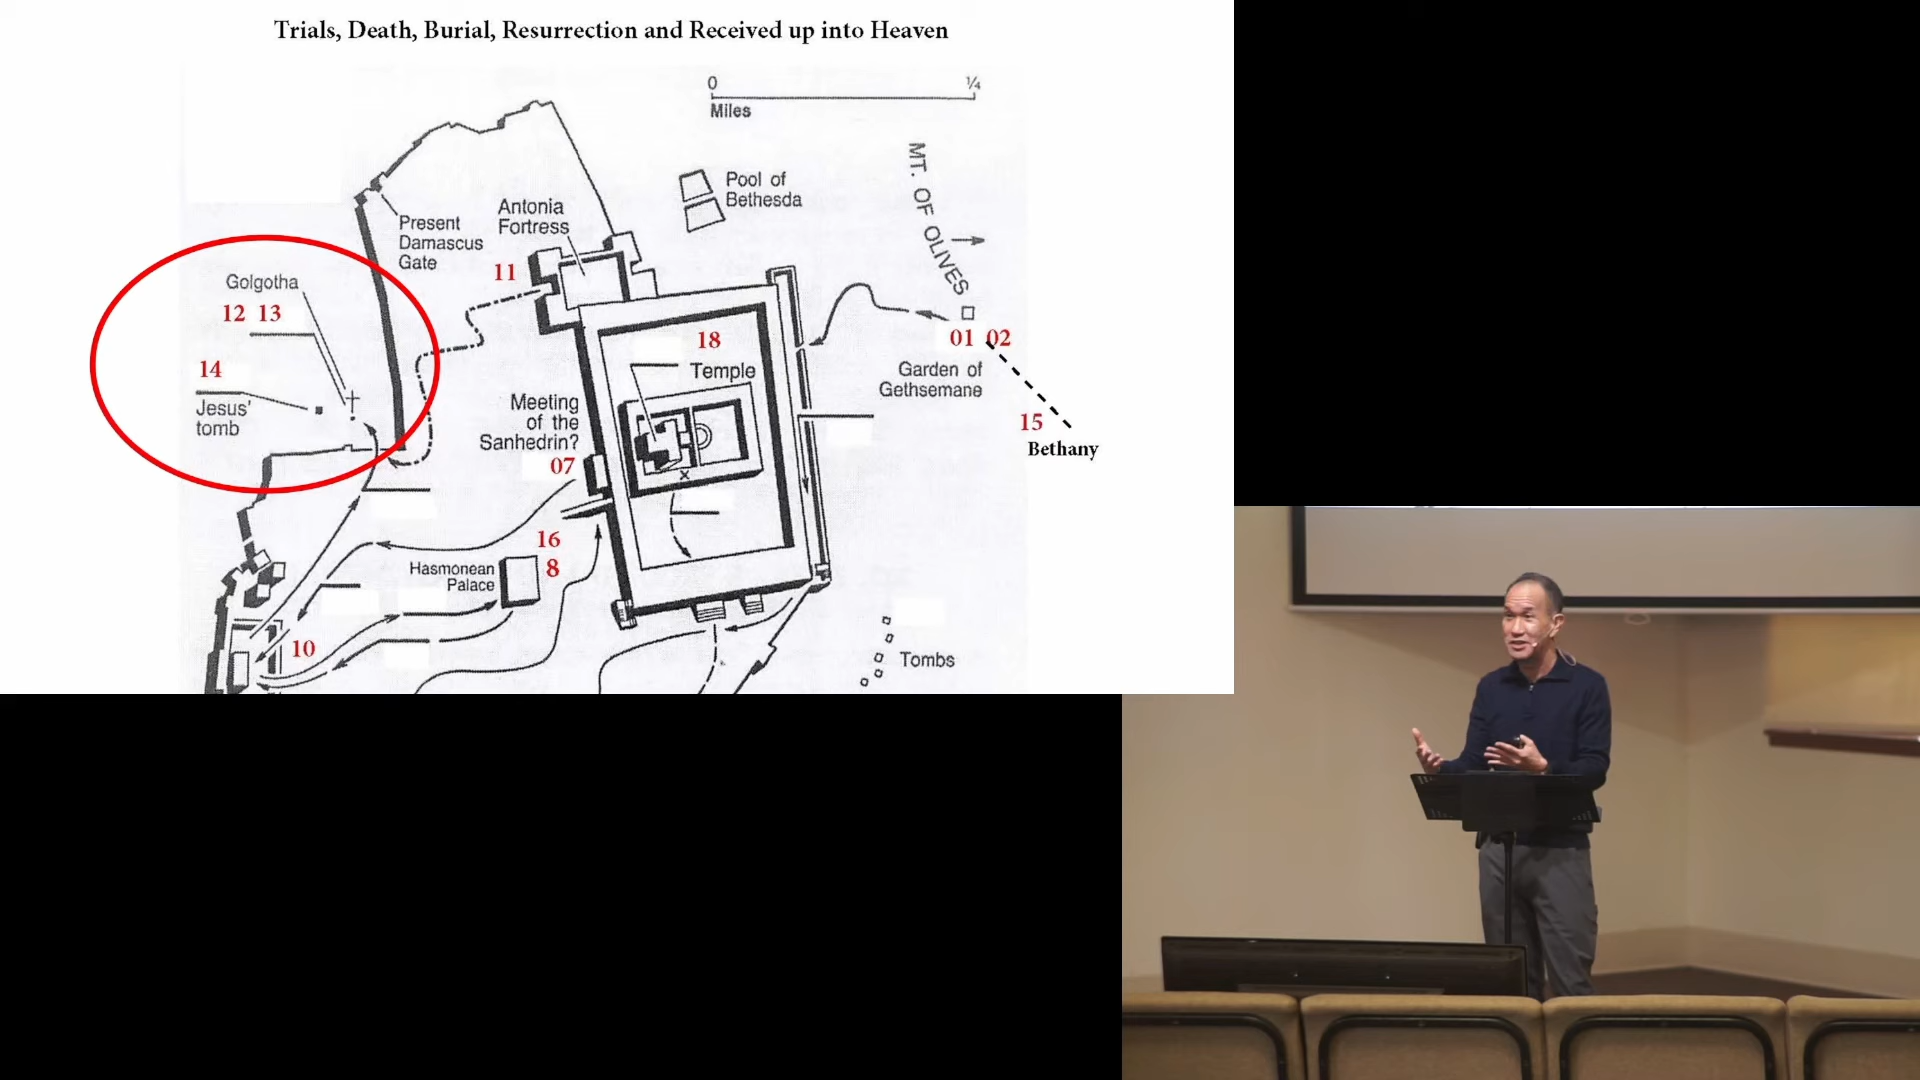 Trials, Death, Burial, Resurrection and Received up into Heaven
0 ¼
Miles
MT. OF OLIVES
Pool of
Bethesda
Antonia
Fortress
Present
Damascus
Gate
11
Golgotha
12 13
14
Jesus'
tomb
18
Temple
01 02
Garden of
Gethsemane
15
Bethany
Meeting
of the
Sanhedrin?
07
16
8
Hasmonean
Palace
10
Tombs